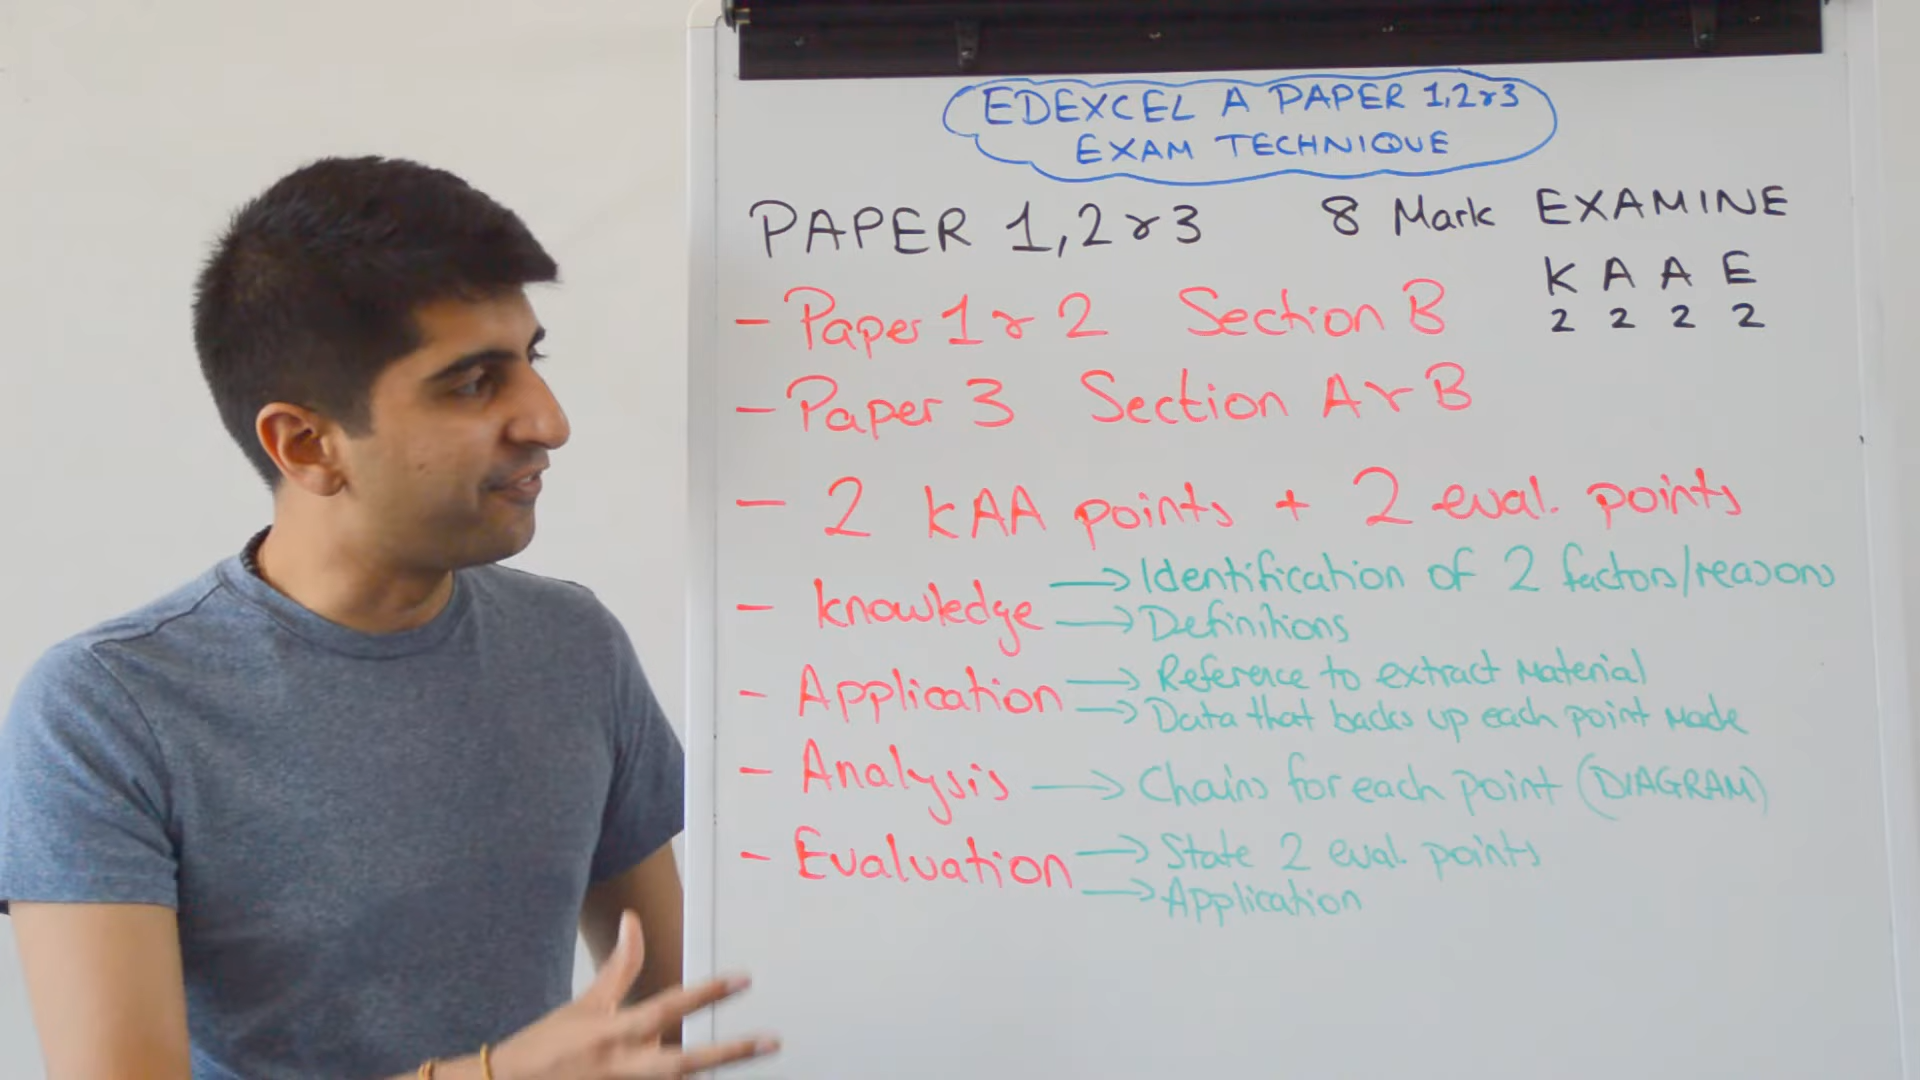 EDEXCEL A PAPER 1,2 & 3
EXAM TECHNIQUE
PAPER 1,2 & 3 8 Mark EXAMINE
K A A E
2 2 2 2
- Paper 1 & 2 Section B
- Paper 3 Section A & B
- 2 KAA points + 2 eval. points
- Knowledge → Identification of 2 factors/reasons
→ Definitions
- Application → Reference to extract Material
→ Data that backs up each point Made
- Analysis → Chains for each point (DIAGRAM)
- Evaluation → State 2 eval. points
→ Application